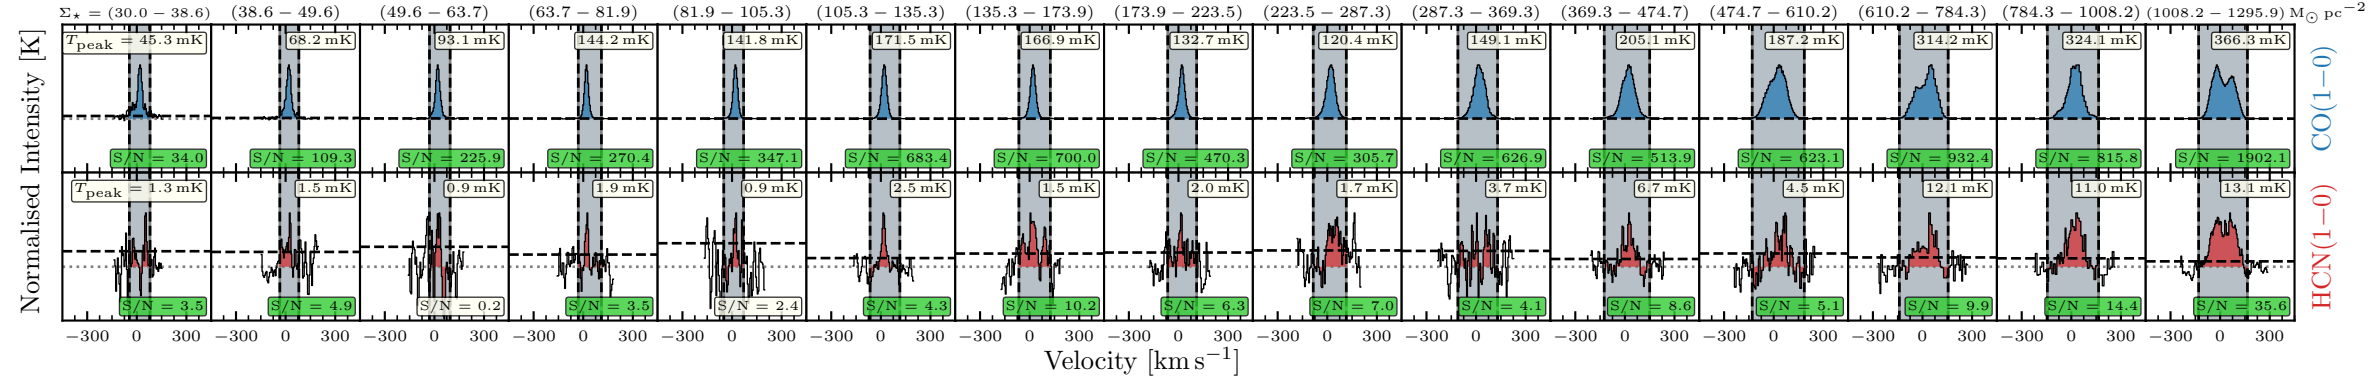 Σ⋆ = (30.0 − 38.6) (38.6 − 49.6) (49.6 − 63.7) (63.7 − 81.9) (81.9 − 105.3) (105.3 − 135.3) (135.3 − 173.9) (173.9 − 223.5) (223.5 − 287.3) (287.3 − 369.3) (369.3 − 474.7) (474.7 − 610.2) (610.2 − 784.3) (784.3 − 1008.2) (1008.2 − 1295.9) M⊙ pc⁻²
Tpeak = 45.3 mK 68.2 mK 93.1 mK 144.2 mK 141.8 mK 171.5 mK 166.9 mK 132.7 mK 120.4 mK 149.1 mK 205.1 mK 187.2 mK 314.2 mK 324.1 mK 366.3 mK
S/N = 34.0 S/N = 109.3 S/N = 225.9 S/N = 270.4 S/N = 347.1 S/N = 683.4 S/N = 700.0 S/N = 470.3 S/N = 305.7 S/N = 626.9 S/N = 513.9 S/N = 623.1 S/N = 932.4 S/N = 815.8 S/N = 1902.1
CO(1−0)
Tpeak = 1.3 mK 1.5 mK 0.9 mK 1.9 mK 0.9 mK 2.5 mK 1.5 mK 2.0 mK 1.7 mK 3.7 mK 6.7 mK 4.5 mK 12.1 mK 11.0 mK 13.1 mK
S/N = 3.5 S/N = 4.9 S/N = 0.2 S/N = 3.5 S/N = 2.4 S/N = 4.3 S/N = 10.2 S/N = 6.3 S/N = 7.0 S/N = 4.1 S/N = 8.6 S/N = 5.1 S/N = 9.9 S/N = 14.4 S/N = 35.6
HCN(1−0)
−300 0 300 −300 0 300 −300 0 300 −300 0 300 −300 0 300 −300 0 300 −300 0 300 −300 0 300 −300 0 300 −300 0 300 −300 0 300 −300 0 300 −300 0 300 −300 0 300 −300 0 300
Velocity [km s⁻¹]
Normalised Intensity [K]